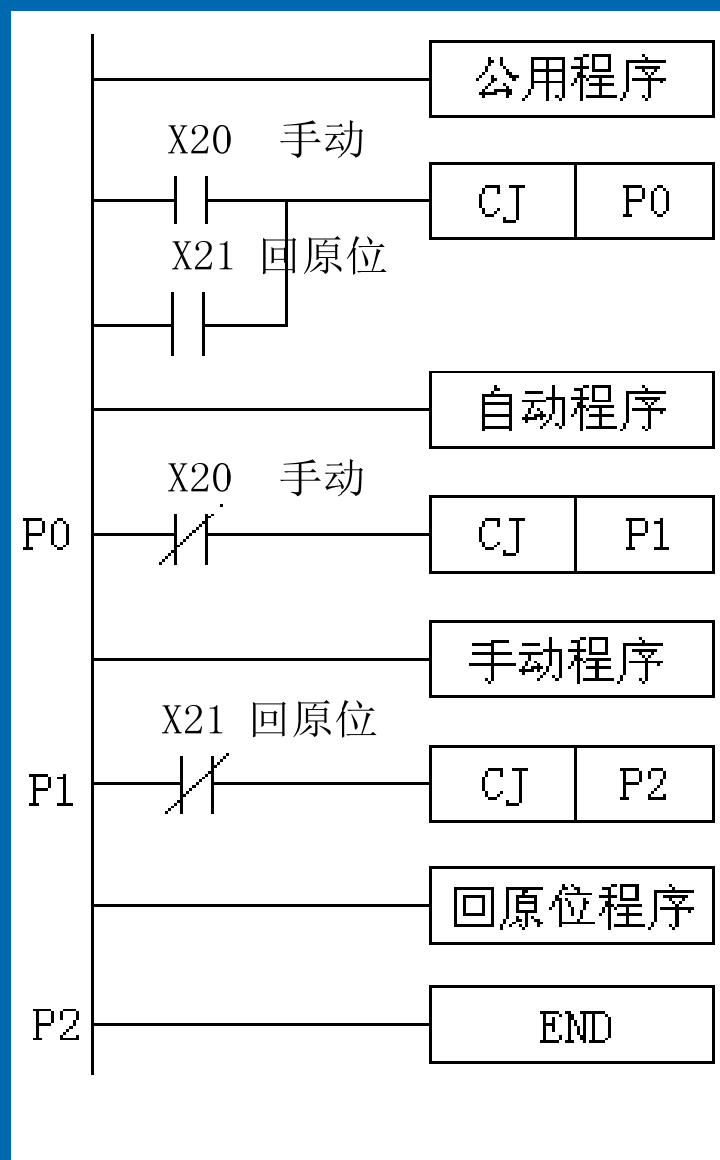 公用程序
X20 手动
CJ P0
X21 回原位
自动程序
X20 手动
P0 CJ P1
手动程序
X21 回原位
P1 CJ P2
回原位程序
P2 END